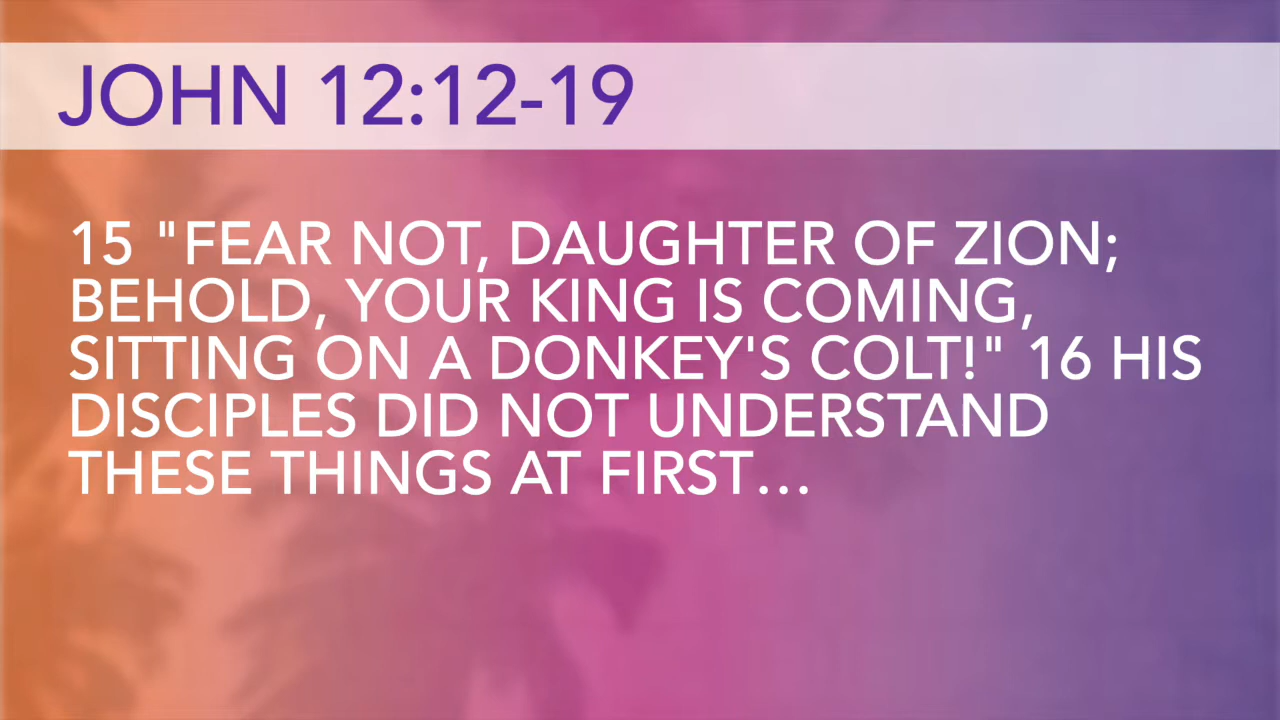 JOHN 12:12-19
15 "FEAR NOT, DAUGHTER OF ZION;
BEHOLD, YOUR KING IS COMING,
SITTING ON A DONKEY'S COLT!" 16 HIS
DISCIPLES DID NOT UNDERSTAND
THESE THINGS AT FIRST…